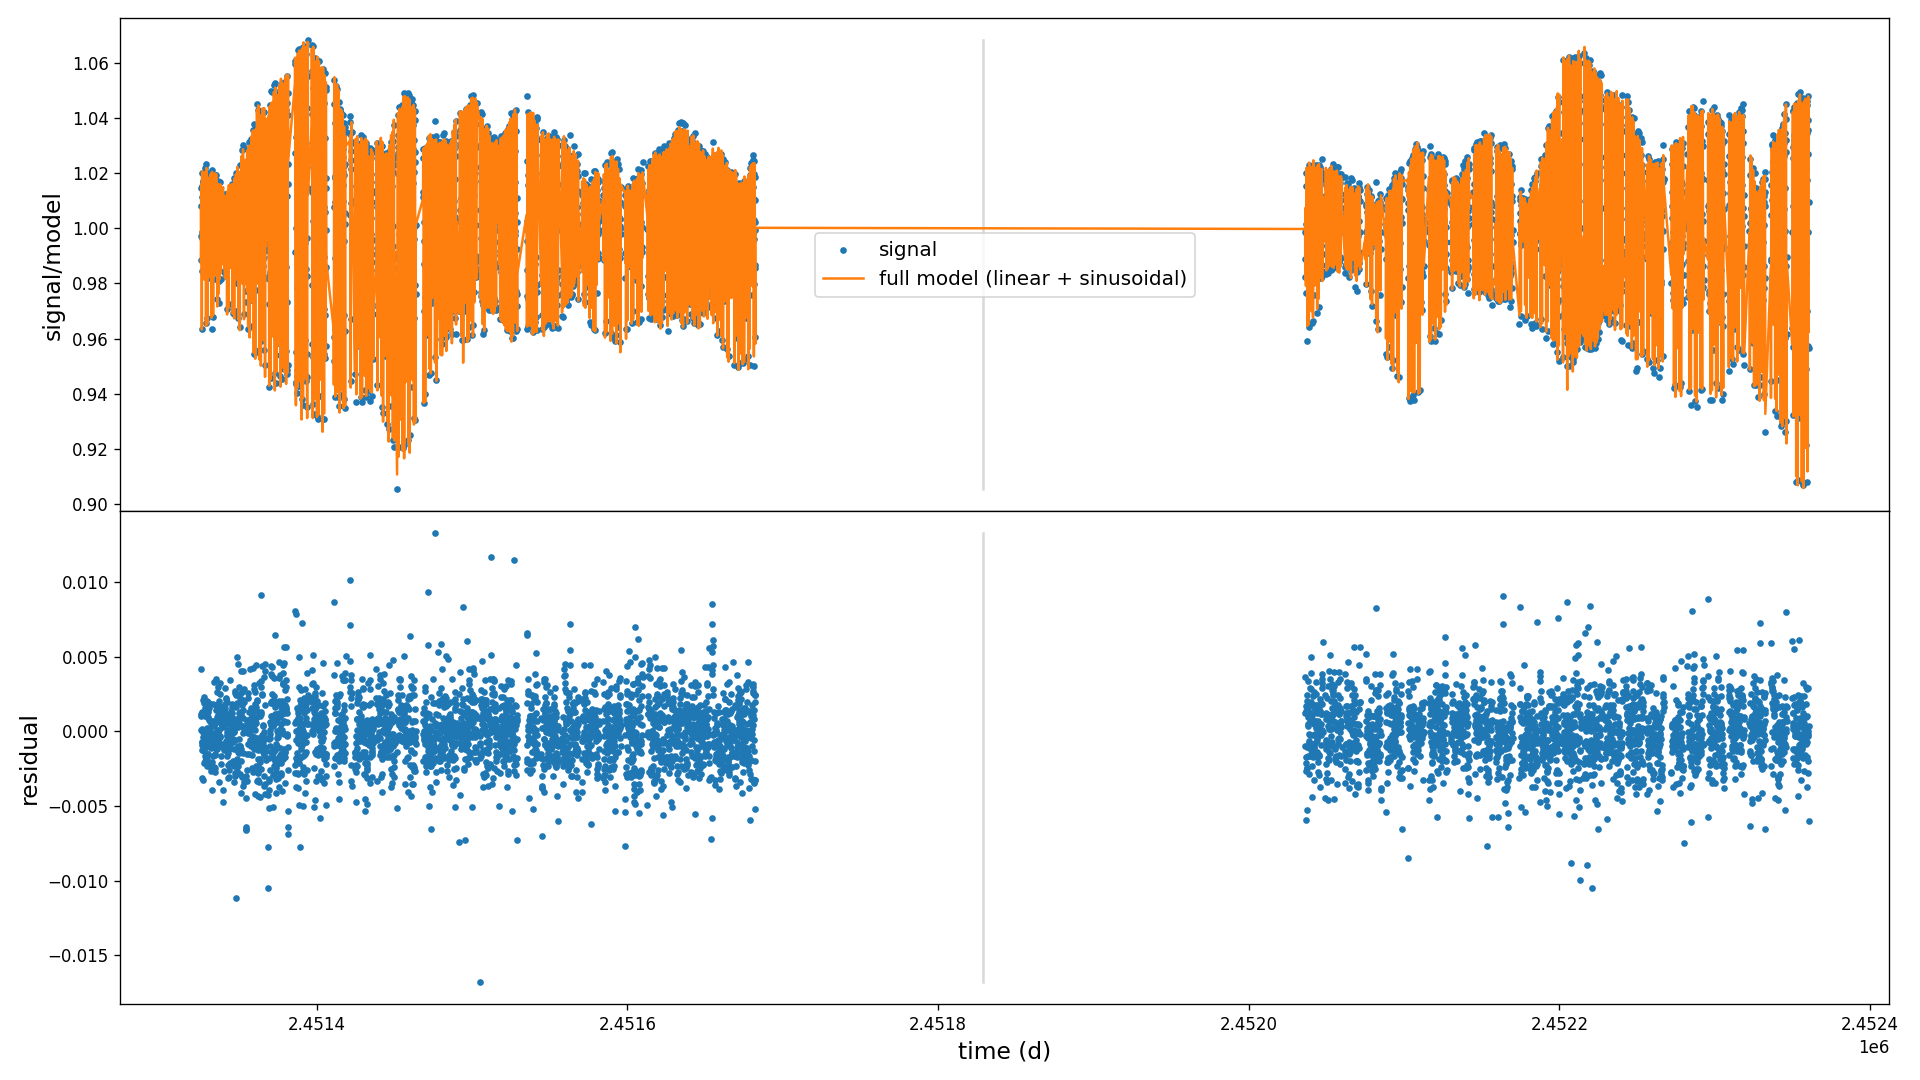 1.06
1.04
1.02
1.00
0.98
0.96
0.94
0.92
0.90
signal/model
signal
full model (linear + sinusoidal)
0.010
0.005
0.000
−0.005
−0.010
−0.015
residual
2.4514 2.4516 2.4518 2.4520 2.4522 2.4524
1e6
time (d)